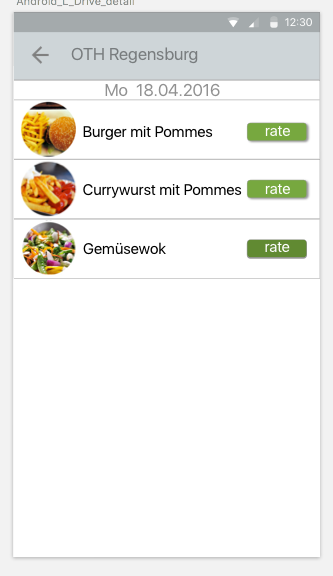 Android_L_Drive_detail
12:30
OTH Regensburg
Mo 18.04.2016
Burger mit Pommes rate
Currywurst mit Pommes rate
Gemüsewok rate